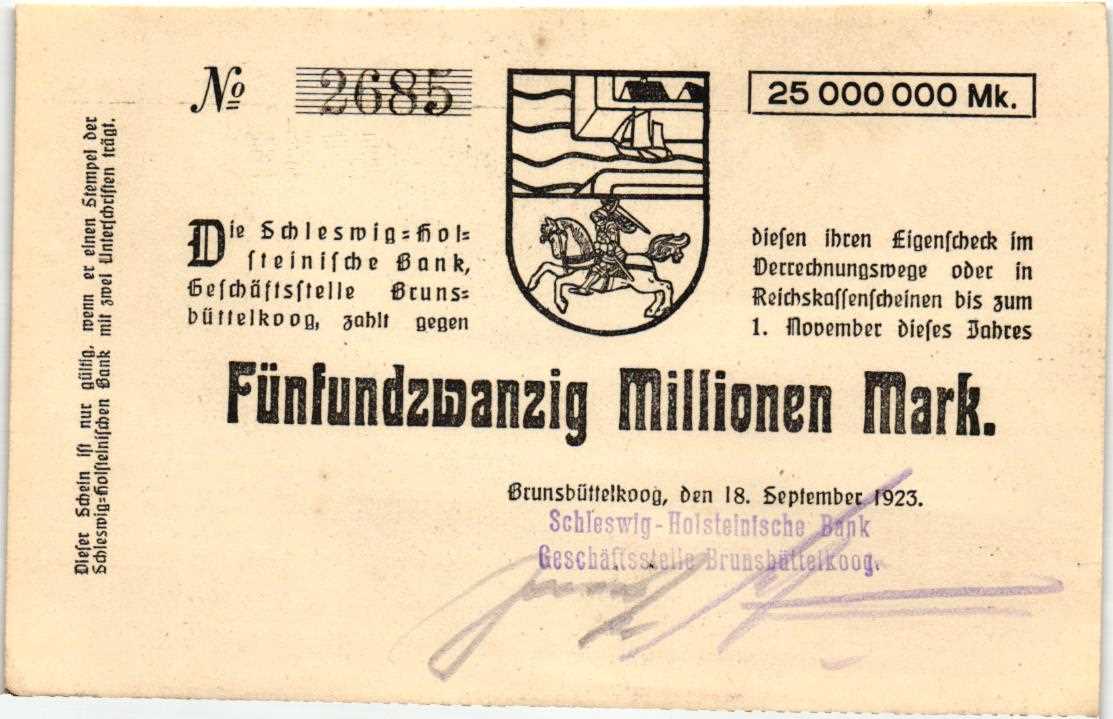 Dieser Schein ist nur gültig, wenn er einen Stempel der
Schleswig=Holsteinischen Bank mit zwei Unterschriften trägt.
No 2685
25 000 000 Mk.
Die Schleswig=Hol=
steinische Bank,
Geschäftsstelle Bruns=
büttelkoog, zahlt gegen
diesen ihren Eigenscheck im
Verrechnungswege oder in
Reichskassenscheinen bis zum
1. November dieses Jahres
Fünfundzwanzig Millionen Mark.
Brunsbüttelkoog, den 18. September 1923.
Schleswig-Holsteinische Bank
Geschäftsstelle Brunsbüttelkoog.